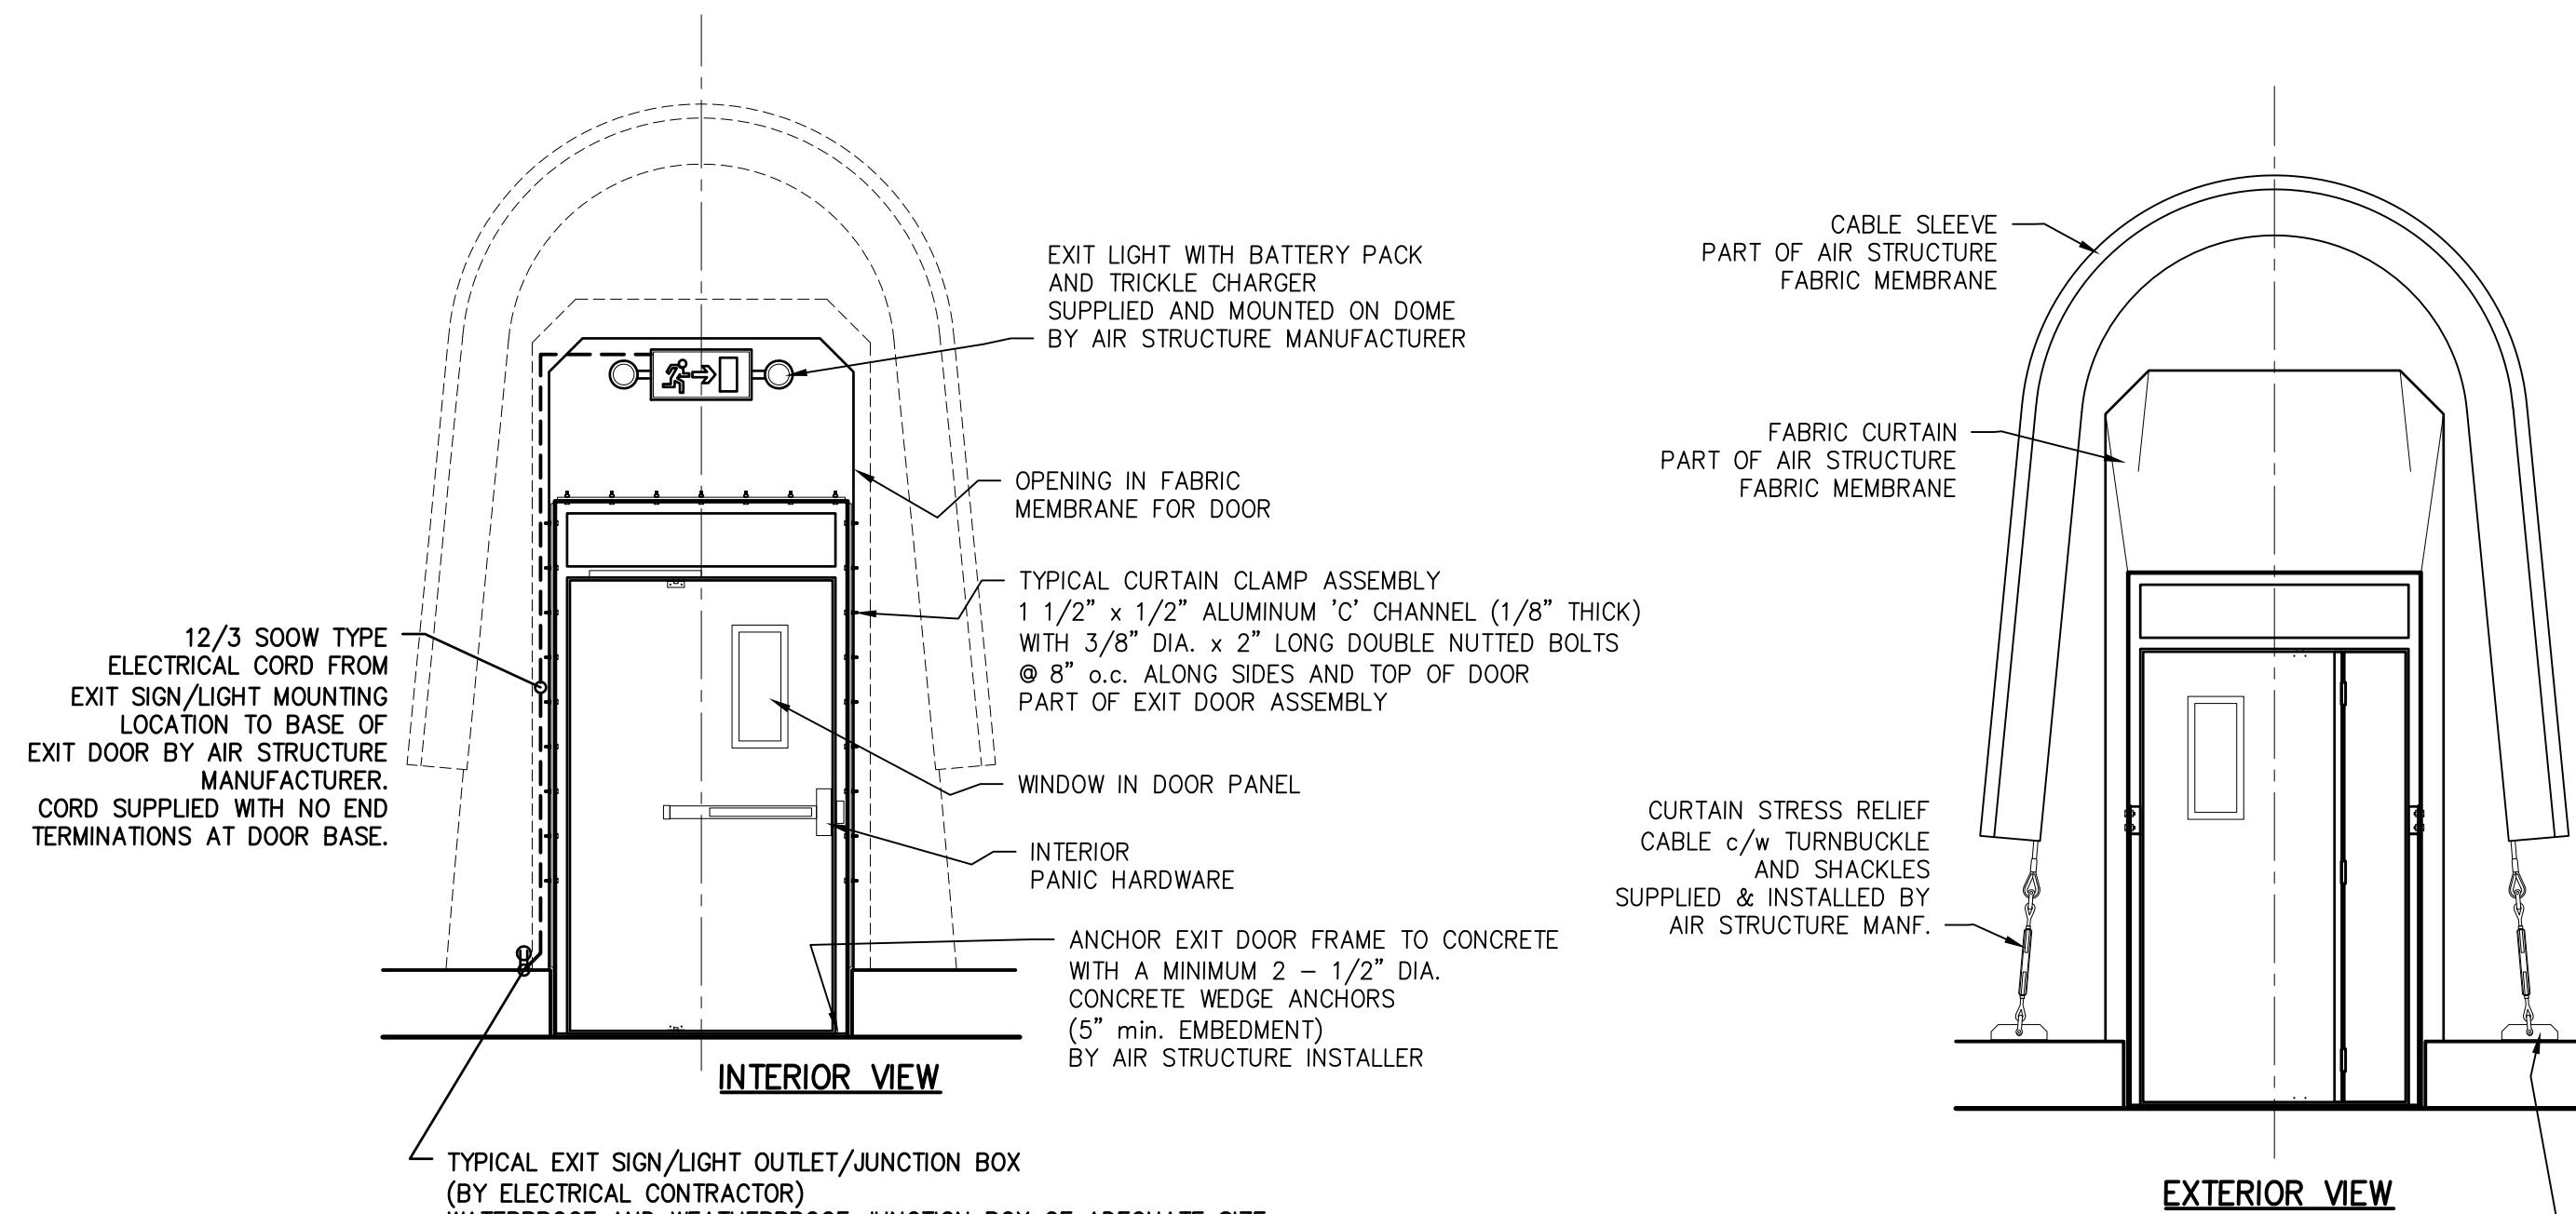 EXIT LIGHT WITH BATTERY PACK
AND TRICKLE CHARGER
SUPPLIED AND MOUNTED ON DOME
BY AIR STRUCTURE MANUFACTURER
OPENING IN FABRIC
MEMBRANE FOR DOOR
TYPICAL CURTAIN CLAMP ASSEMBLY
1 1/2" x 1/2" ALUMINUM 'C' CHANNEL (1/8" THICK)
WITH 3/8" DIA. x 2" LONG DOUBLE NUTTED BOLTS
@ 8" o.c. ALONG SIDES AND TOP OF DOOR
PART OF EXIT DOOR ASSEMBLY
12/3 SOOW TYPE
ELECTRICAL CORD FROM
EXIT SIGN/LIGHT MOUNTING
LOCATION TO BASE OF
EXIT DOOR BY AIR STRUCTURE
MANUFACTURER.
CORD SUPPLIED WITH NO END
TERMINATIONS AT DOOR BASE.
WINDOW IN DOOR PANEL
INTERIOR
PANIC HARDWARE
ANCHOR EXIT DOOR FRAME TO CONCRETE
WITH A MINIMUM 2 – 1/2" DIA.
CONCRETE WEDGE ANCHORS
(5" min. EMBEDMENT)
BY AIR STRUCTURE INSTALLER
INTERIOR VIEW
TYPICAL EXIT SIGN/LIGHT OUTLET/JUNCTION BOX
(BY ELECTRICAL CONTRACTOR)
WATERPROOF AND WEATHERPROOF JUNCTION BOX OF ADEQUATE SIZE
CABLE SLEEVE
PART OF AIR STRUCTURE
FABRIC MEMBRANE
FABRIC CURTAIN
PART OF AIR STRUCTURE
FABRIC MEMBRANE
CURTAIN STRESS RELIEF
CABLE c/w TURNBUCKLE
AND SHACKLES
SUPPLIED & INSTALLED BY
AIR STRUCTURE MANF.
EXTERIOR VIEW